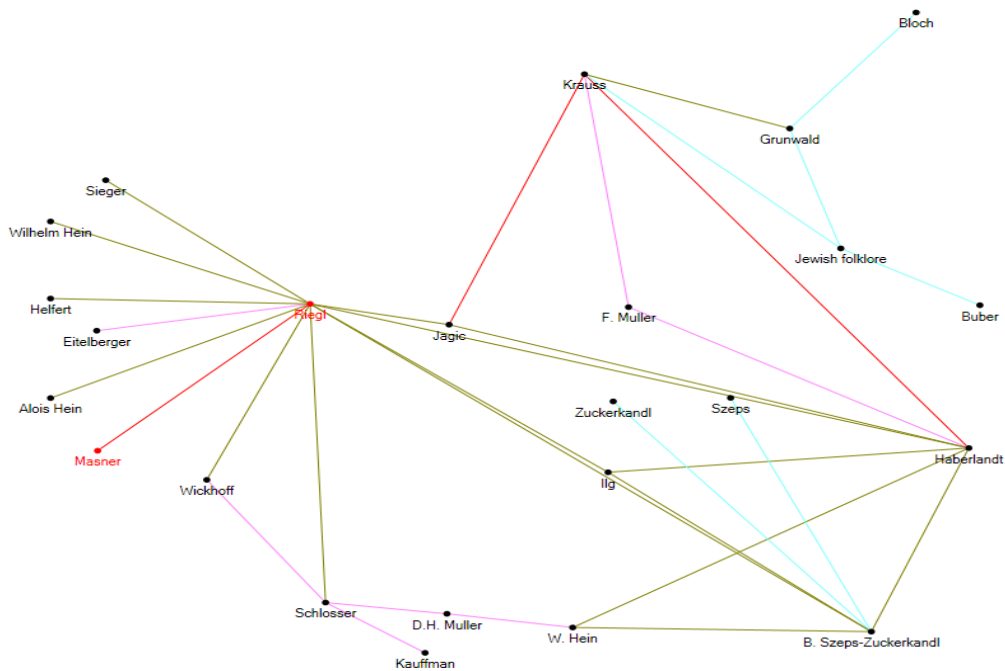 Bloch
Krauss
Grunwald
Sieger
Wilhelm Hein
Jewish folklore
Helfert
Riegl
Buber
F. Muller
Eitelberger
Jagic
Alois Hein
Zuckerkandl
Szeps
Masner
Haberlandt
Ilg
Wickhoff
Schlosser
D.H. Muller
W. Hein
B. Szeps-Zuckerkandl
Kauffman